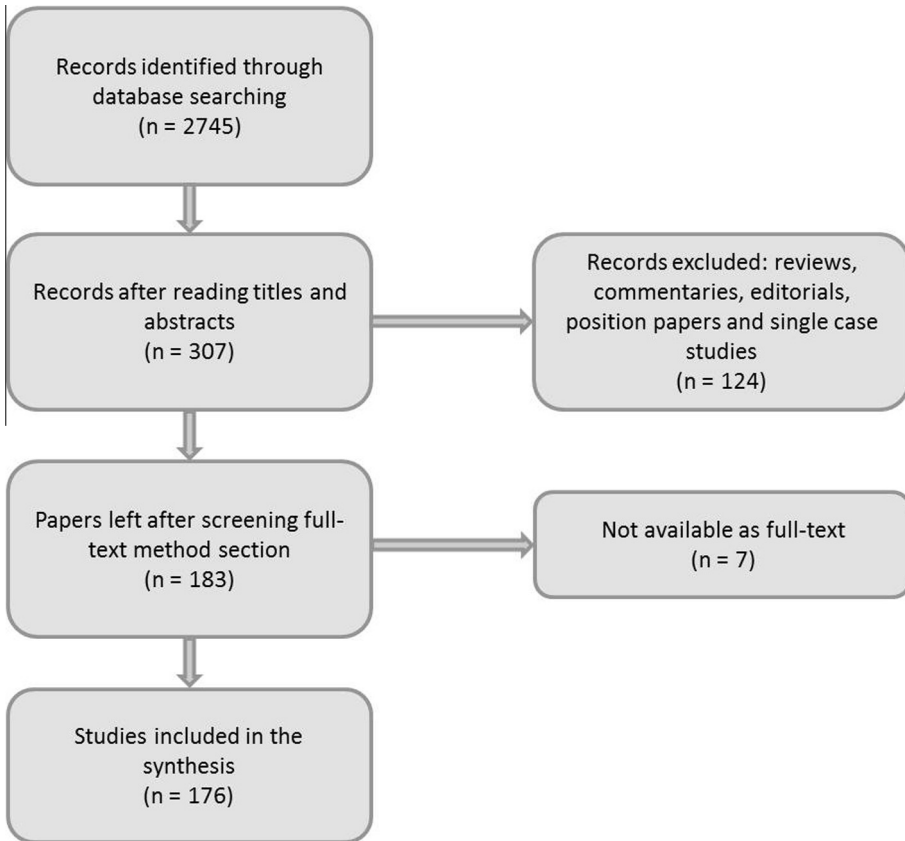 Records identified through
database searching
(n = 2745)
Records after reading titles and
abstracts
(n = 307)
Records excluded: reviews,
commentaries, editorials,
position papers and single case
studies
(n = 124)
Papers left after screening full-
text method section
(n = 183)
Not available as full-text
(n = 7)
Studies included in the
synthesis
(n = 176)